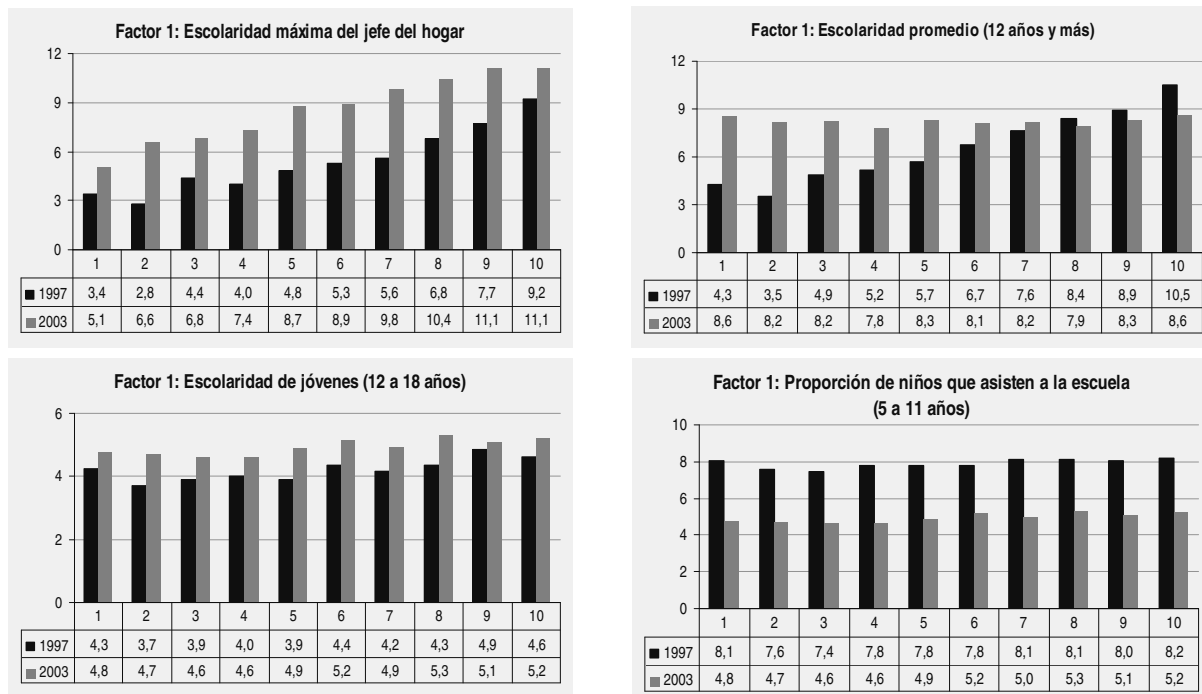 Factor 1: Escolaridad máxima del jefe del hogar
12
9
6
3
0
1 2 3 4 5 6 7 8 9 10
1997 3,4 2,8 4,4 4,0 4,8 5,3 5,6 6,8 7,7 9,2
2003 5,1 6,6 6,8 7,4 8,7 8,9 9,8 10,4 11,1 11,1
Factor 1: Escolaridad promedio (12 años y más)
12
9
6
3
0
1 2 3 4 5 6 7 8 9 10
1997 4,3 3,5 4,9 5,2 5,7 6,7 7,6 8,4 8,9 10,5
2003 8,6 8,2 8,2 7,8 8,3 8,1 8,2 7,9 8,3 8,6
Factor 1: Escolaridad de jóvenes (12 a 18 años)
6
4
2
0
1 2 3 4 5 6 7 8 9 10
1997 4,3 3,7 3,9 4,0 3,9 4,4 4,2 4,3 4,9 4,6
2003 4,8 4,7 4,6 4,6 4,9 5,2 4,9 5,3 5,1 5,2
Factor 1: Proporción de niños que asisten a la escuela
(5 a 11 años)
10
8
6
4
2
0
1 2 3 4 5 6 7 8 9 10
1997 8,1 7,6 7,4 7,8 7,8 7,8 8,1 8,1 8,0 8,2
2003 4,8 4,7 4,6 4,6 4,9 5,2 5,0 5,3 5,1 5,2